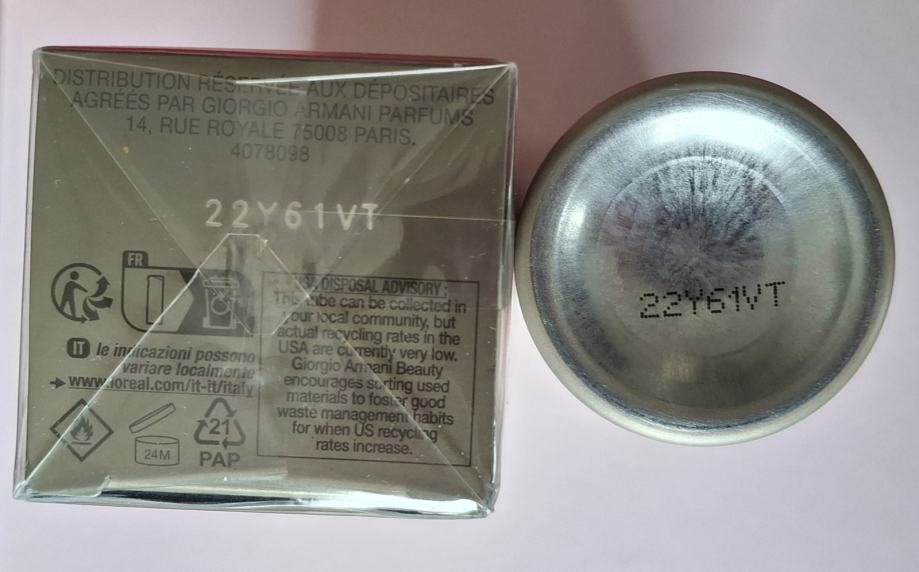 DISTRIBUTION RÉSERVÉE AUX DÉPOSITAIRES
AGRÉÉS PAR GIORGIO ARMANI PARFUMS
14, RUE ROYALE 75008 PARIS.
4078098
22Y61VT
FR
IT le indicazioni possono
variare localmente
www.loreal.com/it-it/italy
24M
21
PAP
DISPOSAL ADVISORY:
This tube can be collected in
your local community, but
actual recycling rates in the
USA are currently very low.
Giorgio Armani Beauty
encourages sorting used
materials to foster good
waste management habits
for when US recycling
rates increase.
22Y61VT